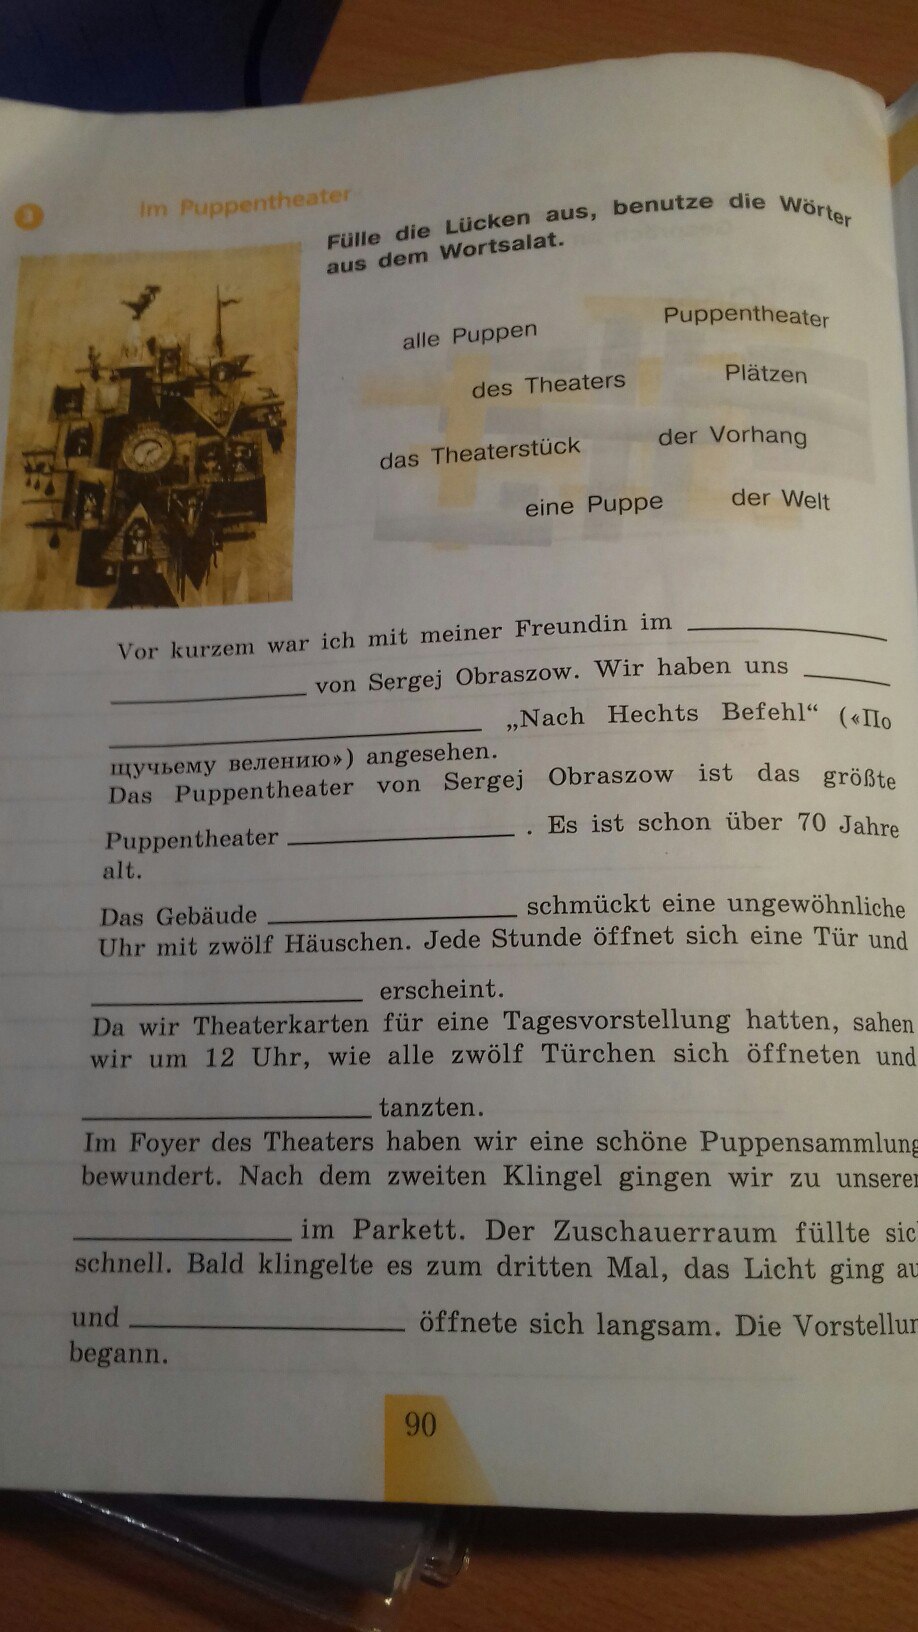 3 Im Puppentheater
Fülle die Lücken aus, benutze die Wörter
aus dem Wortsalat.
alle Puppen Puppentheater
des Theaters Plätzen
das Theaterstück der Vorhang
eine Puppe der Welt
Vor kurzem war ich mit meiner Freundin im
von Sergej Obraszow. Wir haben uns
„Nach Hechts Befehl“ («По
щучьему велению») angesehen.
Das Puppentheater von Sergej Obraszow ist das größte
Puppentheater . Es ist schon über 70 Jahre
alt.
Das Gebäude schmückt eine ungewöhnliche
Uhr mit zwölf Häuschen. Jede Stunde öffnet sich eine Tür und
erscheint.
Da wir Theaterkarten für eine Tagesvorstellung hatten, sahen
wir um 12 Uhr, wie alle zwölf Türchen sich öffneten und
tanzten.
Im Foyer des Theaters haben wir eine schöne Puppensammlung
bewundert. Nach dem zweiten Klingel gingen wir zu unseren
im Parkett. Der Zuschauerraum füllte sic
schnell. Bald klingelte es zum dritten Mal, das Licht ging au
und öffnete sich langsam. Die Vorstellun
begann.
90